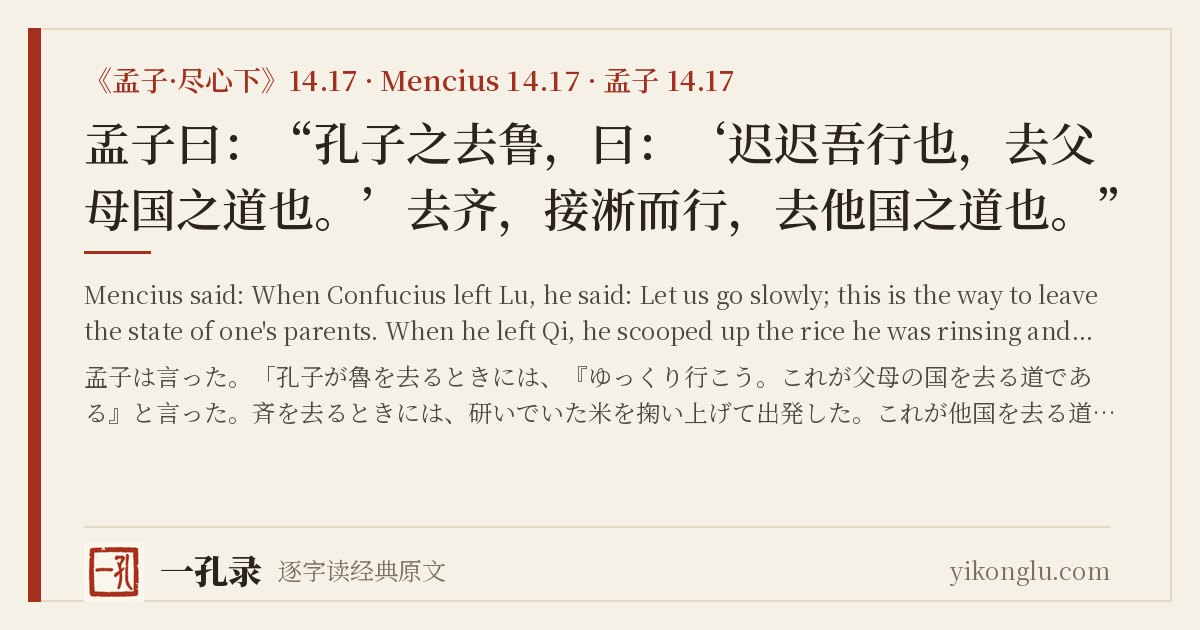 《孟子·尽心下》14.17 · Mencius 14.17 · 孟子 14.17
孟子曰：“孔子之去鲁，曰：‘迟迟吾行也，去父
母国之道也。’去齐，接淅而行，去他国之道也。”
Mencius said: When Confucius left Lu, he said: Let us go slowly; this is the way to leave
the state of one's parents. When he left Qi, he scooped up the rice he was rinsing and...
孟子は言った。「孔子が魯を去るときには、『ゆっくり行こう。これが父母の国を去る道であ
る』と言った。斉を去るときには、研いでいた米を掬い上げて出発した。これが他国を去る道…
一孔
一孔录 逐字读经典原文
yikonglu.com